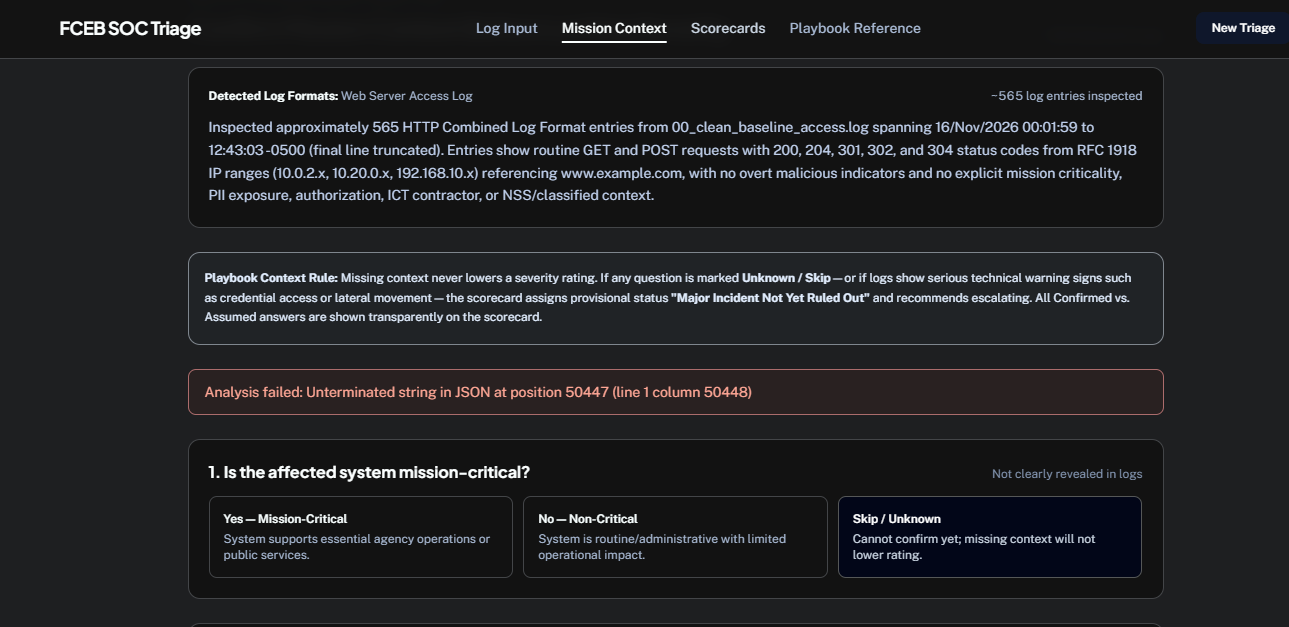 FCEB SOC Triage
Log Input
Mission Context
Scorecards
Playbook Reference
New Triage
Detected Log Formats: Web Server Access Log
~565 log entries inspected
Inspected approximately 565 HTTP Combined Log Format entries from 00_clean_baseline_access.log spanning 16/Nov/2026 00:01:59 to
12:43:03 -0500 (final line truncated). Entries show routine GET and POST requests with 200, 204, 301, 302, and 304 status codes from RFC 1918
IP ranges (10.0.2.x, 10.20.0.x, 192.168.10.x) referencing www.example.com, with no overt malicious indicators and no explicit mission criticality,
PII exposure, authorization, ICT contractor, or NSS/classified context.
Playbook Context Rule: Missing context never lowers a severity rating. If any question is marked Unknown / Skip—or if logs show serious technical warning signs such
as credential access or lateral movement—the scorecard assigns provisional status "Major Incident Not Yet Ruled Out" and recommends escalating. All Confirmed vs.
Assumed answers are shown transparently on the scorecard.
Analysis failed: Unterminated string in JSON at position 50447 (line 1 column 50448)
1. Is the affected system mission-critical?
Not clearly revealed in logs
Yes — Mission-Critical
System supports essential agency operations or
public services.
No — Non-Critical
System is routine/administrative with limited
operational impact.
Skip / Unknown
Cannot confirm yet; missing context will not
lower rating.